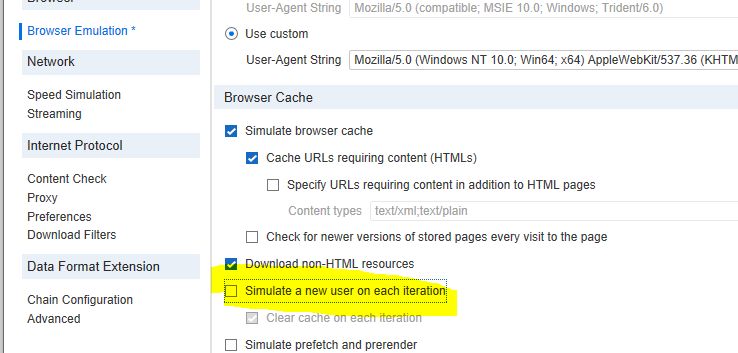 Browser
User-Agent String Mozilla/5.0 (compatible; MSIE 10.0; Windows; Trident/6.0)
Browser Emulation *
Use custom
Network
User-Agent String Mozilla/5.0 (Windows NT 10.0; Win64; x64) AppleWebKit/537.36 (KHTM
Speed Simulation
Streaming
Browser Cache
Internet Protocol
Simulate browser cache
Cache URLs requiring content (HTMLs)
Content Check
Specify URLs requiring content in addition to HTML pages
Proxy
Content types text/xml;text/plain
Preferences
Download Filters
Check for newer versions of stored pages every visit to the page
Data Format Extension
Download non-HTML resources
Simulate a new user on each iteration
Chain Configuration
Clear cache on each iteration
Advanced
Simulate prefetch and prerender